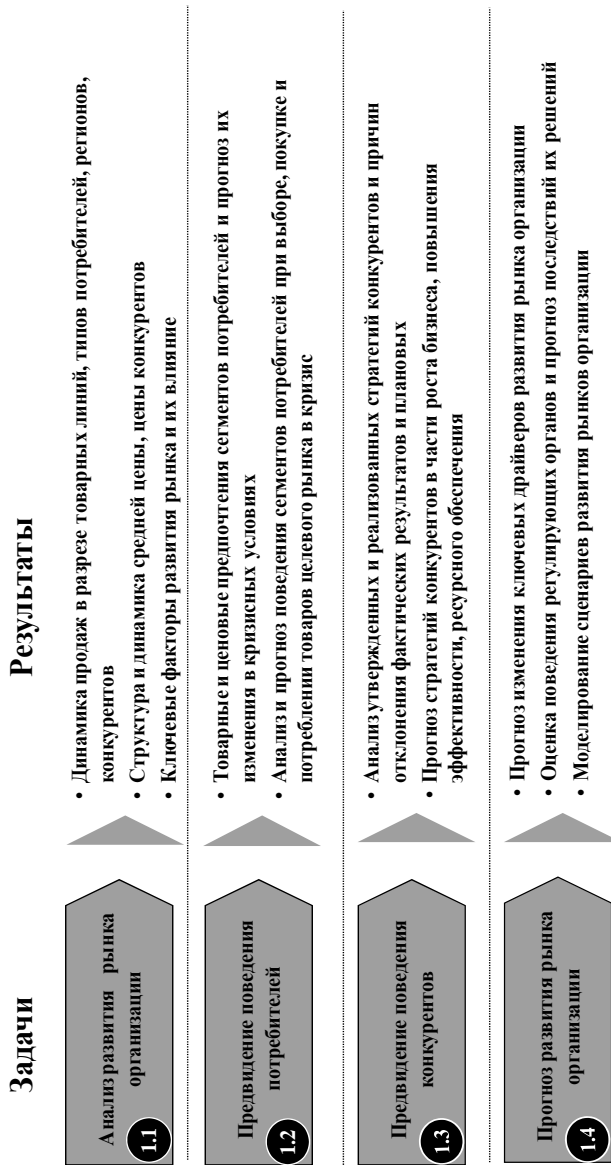 Задачи
Результаты
Анализ развития рынка
организации
1.1
• Динамика продаж в разрезе товарных линий, типов потребителей, регионов,
конкурентов
• Структура и динамика средней цены, цены конкурентов
• Ключевые факторы развития рынка и их влияние
Предвидение поведения
потребителей
1.2
• Товарные и ценовые предпочтения сегментов потребителей и прогноз их
изменения в кризисных условиях
• Анализ и прогноз поведения сегментов потребителей при выборе, покупке и
потреблении товаров целевого рынка в кризис
Предвидение поведения
конкурентов
1.3
• Анализ утвержденных и реализованных стратегий конкурентов и причин
отклонения фактических результатов и плановых
• Прогноз стратегий конкурентов в части роста бизнеса, повышения
эффективности, ресурсного обеспечения
Прогноз развития рынка
организации
1.4
• Прогноз изменения ключевых драйверов развития рынка организации
• Оценка поведения регулирующих органов и прогноз последствий их решений
• Моделирование сценариев развития рынков организации